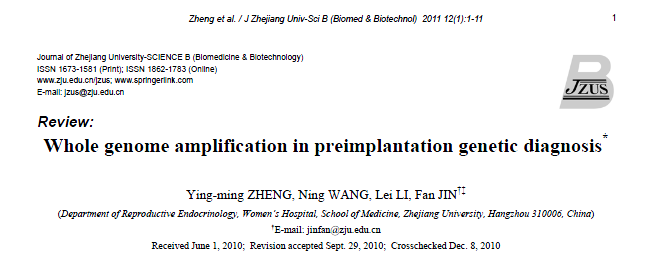 Zheng et al. / J Zhejiang Univ-Sci B (Biomed & Biotechnol) 2011 12(1):1-11 1
Journal of Zhejiang University-SCIENCE B (Biomedicine & Biotechnology)
ISSN 1673-1581 (Print); ISSN 1862-1783 (Online)
www.zju.edu.cn/jzus; www.springerlink.com
E-mail: jzus@zju.edu.cn
B
JZUS
Review:
Whole genome amplification in preimplantation genetic diagnosis*
Ying-ming ZHENG, Ning WANG, Lei LI, Fan JIN†‡
(Department of Reproductive Endocrinology, Women's Hospital, School of Medicine, Zhejiang University, Hangzhou 310006, China)
†E-mail: jinfan@zju.edu.cn
Received June 1, 2010; Revision accepted Sept. 29, 2010; Crosschecked Dec. 8, 2010